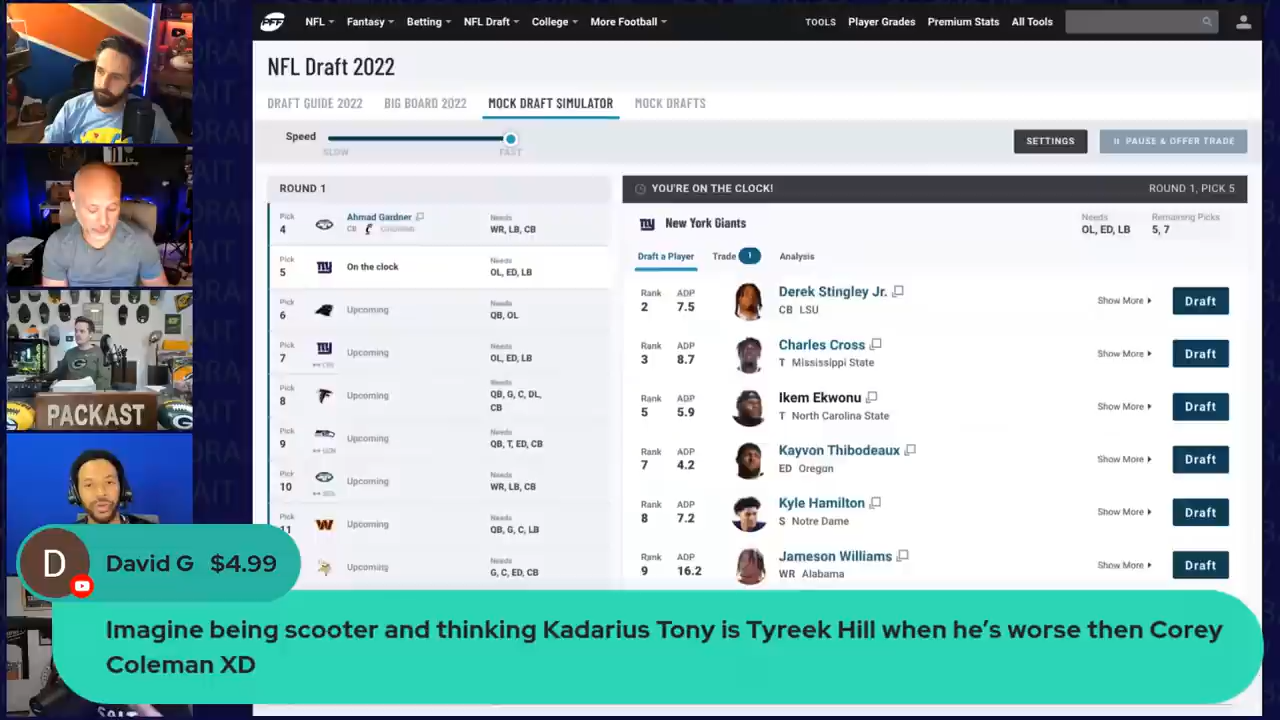 PFF
NFL
Fantasy
Betting
NFL Draft
College
More Football
TOOLS
Player Grades
Premium Stats
All Tools
NFL Draft 2022
DRAFT GUIDE 2022
BIG BOARD 2022
MOCK DRAFT SIMULATOR
MOCK DRAFTS
Speed
SLOW
FAST
SETTINGS
PAUSE & OFFER TRADE
ROUND 1
Pick
4
Ahmad Gardner
CB
CINCINNATI
Needs
WR, LB, CB
Pick
5
On the clock
Needs
OL, ED, LB
Pick
6
Upcoming
Needs
QB, OL
Pick
7
Upcoming
Needs
OL, ED, LB
Pick
8
Upcoming
Needs
QB, G, C, DL,
CB
Pick
9
Upcoming
Needs
QB, T, ED, CB
Pick
10
Upcoming
Needs
WR, LB, CB
Pick
11
Upcoming
Needs
QB, G, C, LB
Pick
Upcoming
Needs
G, C, ED, CB
YOU'RE ON THE CLOCK!
ROUND 1, PICK 5
New York Giants
Needs
OL, ED, LB
Remaining Picks
5, 7
Draft a Player
Trade
1
Analysis
Rank
2
ADP
7.5
Derek Stingley Jr.
CB LSU
Show More
Draft
Rank
3
ADP
8.7
Charles Cross
T Mississippi State
Show More
Draft
Rank
5
ADP
5.9
Ikem Ekwonu
T North Carolina State
Show More
Draft
Rank
7
ADP
4.2
Kayvon Thibodeaux
ED Oregon
Show More
Draft
Rank
8
ADP
7.2
Kyle Hamilton
S Notre Dame
Show More
Draft
Rank
9
ADP
16.2
Jameson Williams
WR Alabama
Show More
Draft
PACKAST
D
David G $4.99
Imagine being scooter and thinking Kadarius Tony is Tyreek Hill when he's worse then Corey
Coleman XD